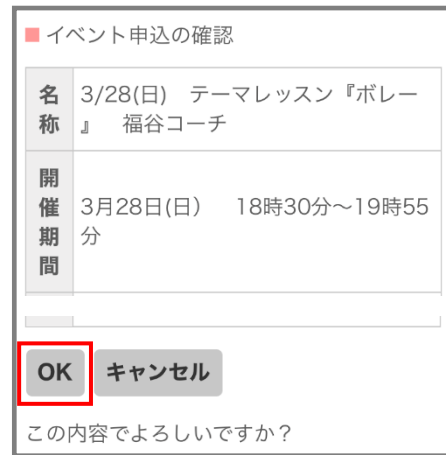 ■ イベント申込の確認
名称
3/28(日)　テーマレッスン『ボレー
』　福谷コーチ
開催期間
3月28日(日）　18時30分～19時55
分
OK キャンセル
この内容でよろしいですか？